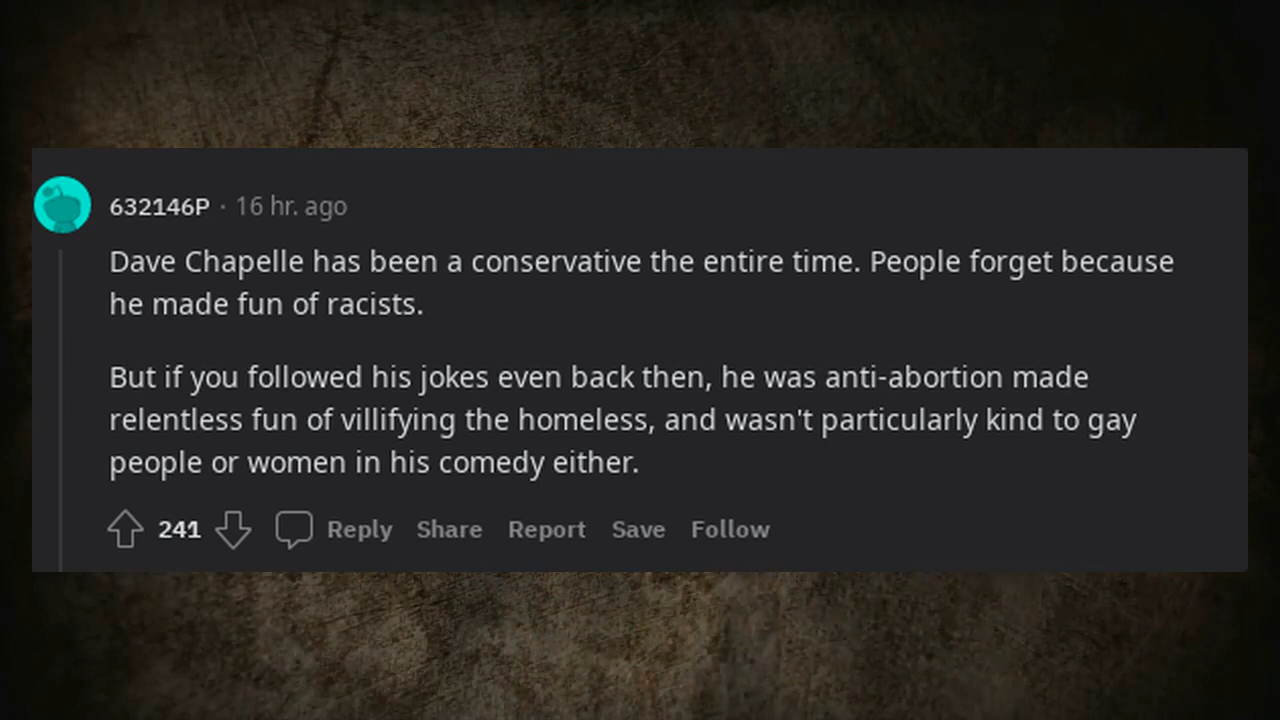 632146P · 16 hr. ago
Dave Chapelle has been a conservative the entire time. People forget because
he made fun of racists.
But if you followed his jokes even back then, he was anti-abortion made
relentless fun of villifying the homeless, and wasn't particularly kind to gay
people or women in his comedy either.
241 Reply Share Report Save Follow